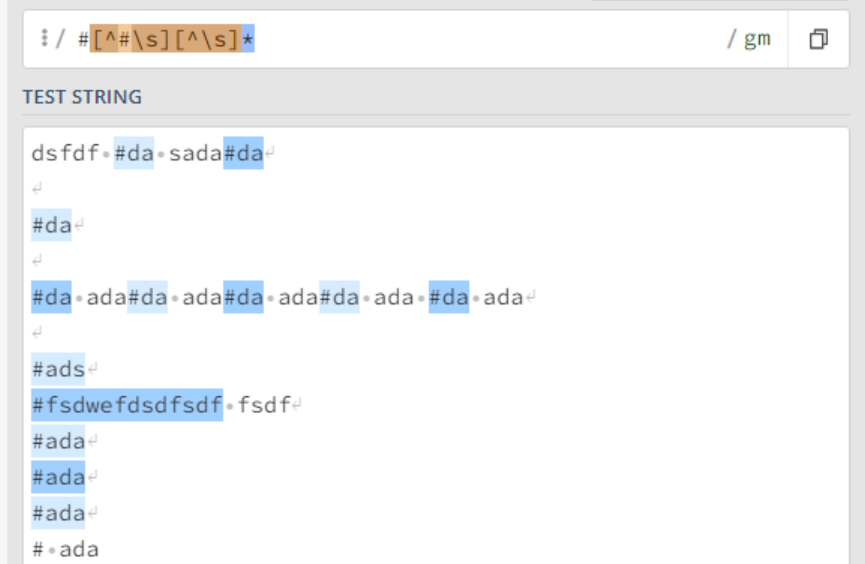 / #[^#\s][^\s]* / gm
TEST STRING
dsfdf #da sada#da
#da
#da ada#da ada#da ada#da ada #da ada
#ads
#fsdwefdsdfsdf fsdf
#ada
#ada
#ada
# ada